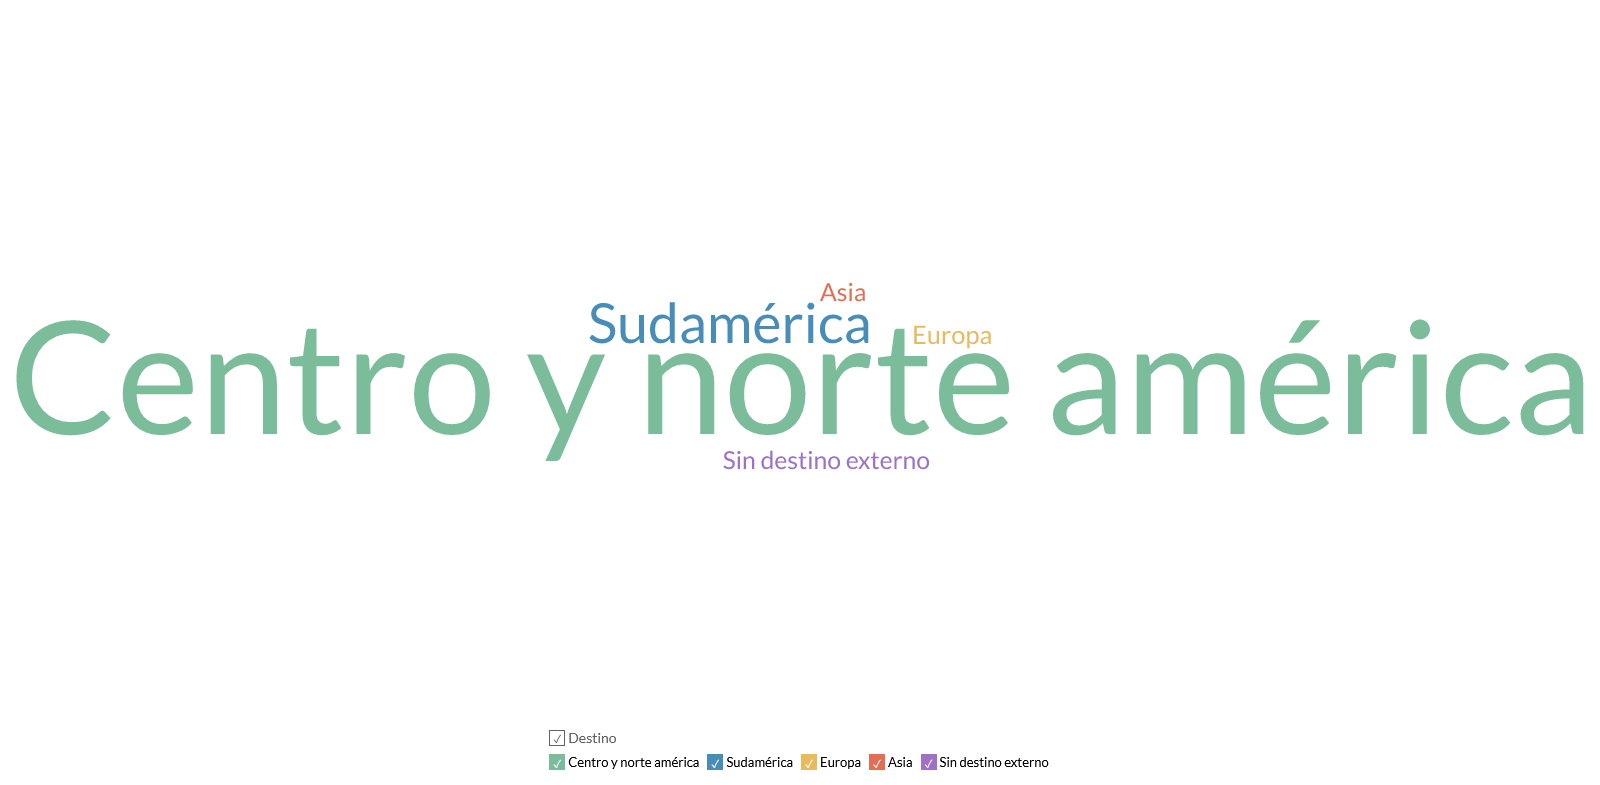 Asia
Sudamérica
Europa
Centro y norte américa
Sin destino externo
Destino
Centro y norte américa Sudamérica Europa Asia Sin destino externo